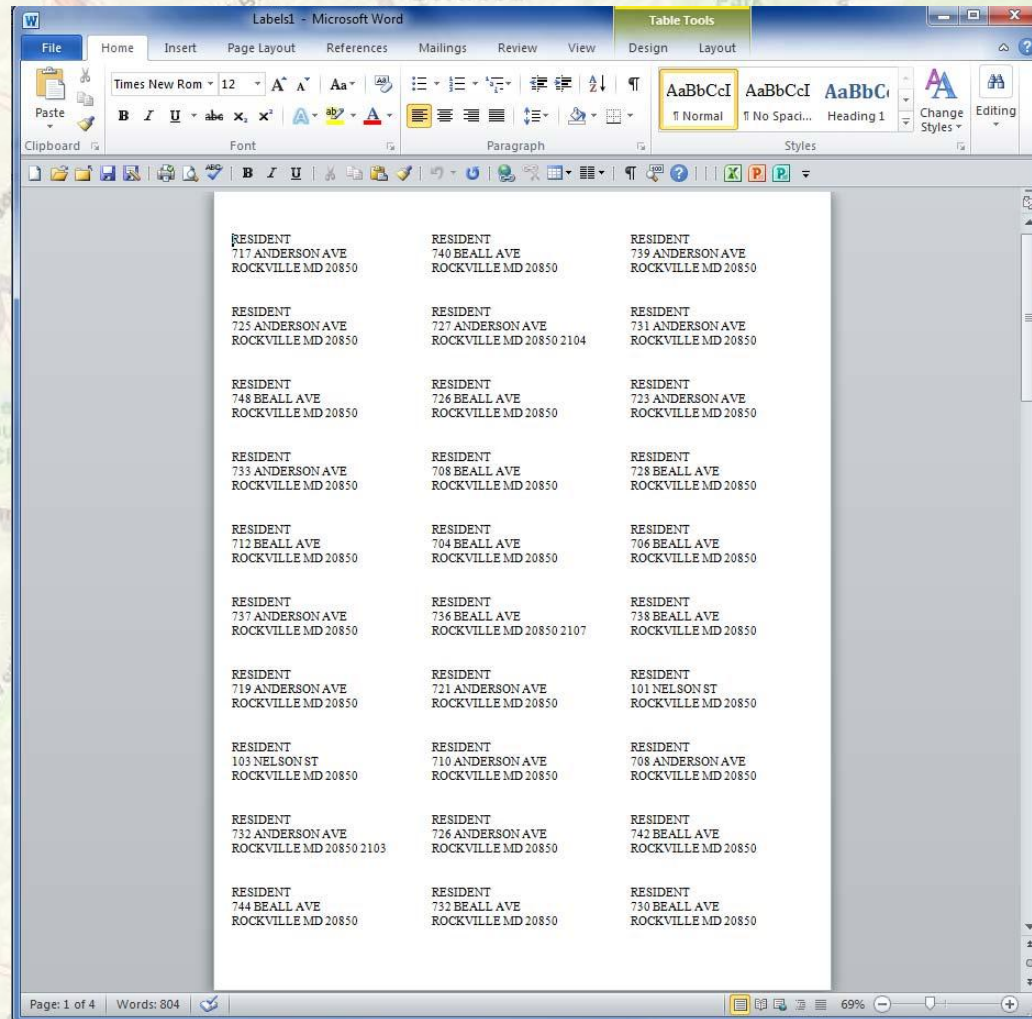 Labels1 - Microsoft Word
Table Tools
File Home Insert Page Layout References Mailings Review View Design Layout
Paste
Times New Rom 12
AaBbCcI AaBbCcI AaBbCc
¶ Normal ¶ No Spaci... Heading 1
Change Styles
Editing
Clipboard Font Paragraph Styles
RESIDENT RESIDENT RESIDENT
717 ANDERSON AVE 740 BEALL AVE 739 ANDERSON AVE
ROCKVILLE MD 20850 ROCKVILLE MD 20850 ROCKVILLE MD 20850
RESIDENT RESIDENT RESIDENT
725 ANDERSON AVE 727 ANDERSON AVE 731 ANDERSON AVE
ROCKVILLE MD 20850 ROCKVILLE MD 20850 2104 ROCKVILLE MD 20850
RESIDENT RESIDENT RESIDENT
748 BEALL AVE 726 BEALL AVE 723 ANDERSON AVE
ROCKVILLE MD 20850 ROCKVILLE MD 20850 ROCKVILLE MD 20850
RESIDENT RESIDENT RESIDENT
733 ANDERSON AVE 708 BEALL AVE 728 BEALL AVE
ROCKVILLE MD 20850 ROCKVILLE MD 20850 ROCKVILLE MD 20850
RESIDENT RESIDENT RESIDENT
712 BEALL AVE 704 BEALL AVE 706 BEALL AVE
ROCKVILLE MD 20850 ROCKVILLE MD 20850 ROCKVILLE MD 20850
RESIDENT RESIDENT RESIDENT
737 ANDERSON AVE 736 BEALL AVE 738 BEALL AVE
ROCKVILLE MD 20850 ROCKVILLE MD 20850 2107 ROCKVILLE MD 20850
RESIDENT RESIDENT RESIDENT
719 ANDERSON AVE 721 ANDERSON AVE 101 NELSON ST
ROCKVILLE MD 20850 ROCKVILLE MD 20850 ROCKVILLE MD 20850
RESIDENT RESIDENT RESIDENT
103 NELSON ST 710 ANDERSON AVE 708 ANDERSON AVE
ROCKVILLE MD 20850 ROCKVILLE MD 20850 ROCKVILLE MD 20850
RESIDENT RESIDENT RESIDENT
732 ANDERSON AVE 726 ANDERSON AVE 742 BEALL AVE
ROCKVILLE MD 20850 2103 ROCKVILLE MD 20850 ROCKVILLE MD 20850
RESIDENT RESIDENT RESIDENT
744 BEALL AVE 732 BEALL AVE 730 BEALL AVE
ROCKVILLE MD 20850 ROCKVILLE MD 20850 ROCKVILLE MD 20850
Page: 1 of 4 Words: 804 69%